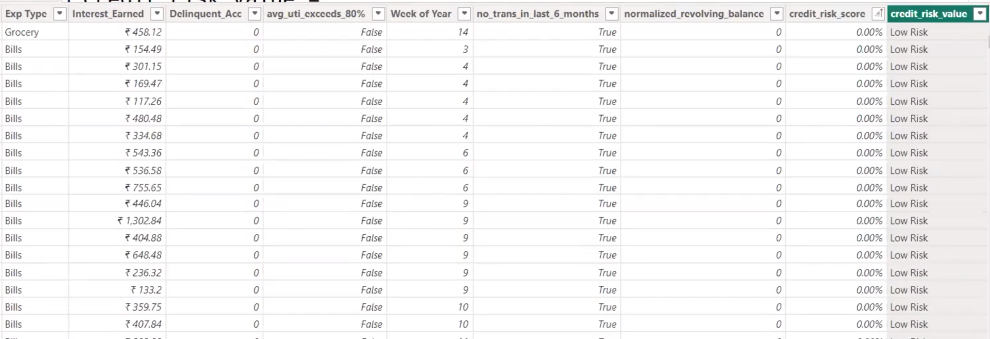 Exp Type Interest_Earned Delinquent_Acc avg_uti_exceeds_80% Week of Year no_trans_in_last_6_months normalized_revolving_balance credit_risk_score credit_risk_value
Grocery ₹ 458.12 0 False 14 True 0 0.00% Low Risk
Bills ₹ 154.49 0 False 3 True 0 0.00% Low Risk
Bills ₹ 301.15 0 False 4 True 0 0.00% Low Risk
Bills ₹ 169.47 0 False 4 True 0 0.00% Low Risk
Bills ₹ 117.26 0 False 4 True 0 0.00% Low Risk
Bills ₹ 480.48 0 False 4 True 0 0.00% Low Risk
Bills ₹ 334.68 0 False 4 True 0 0.00% Low Risk
Bills ₹ 543.36 0 False 6 True 0 0.00% Low Risk
Bills ₹ 536.58 0 False 6 True 0 0.00% Low Risk
Bills ₹ 755.65 0 False 6 True 0 0.00% Low Risk
Bills ₹ 446.04 0 False 9 True 0 0.00% Low Risk
Bills ₹ 1,302.84 0 False 9 True 0 0.00% Low Risk
Bills ₹ 404.88 0 False 9 True 0 0.00% Low Risk
Bills ₹ 648.48 0 False 9 True 0 0.00% Low Risk
Bills ₹ 236.32 0 False 9 True 0 0.00% Low Risk
Bills ₹ 133.2 0 False 9 True 0 0.00% Low Risk
Bills ₹ 359.75 0 False 10 True 0 0.00% Low Risk
Bills ₹ 407.84 0 False 10 True 0 0.00% Low Risk